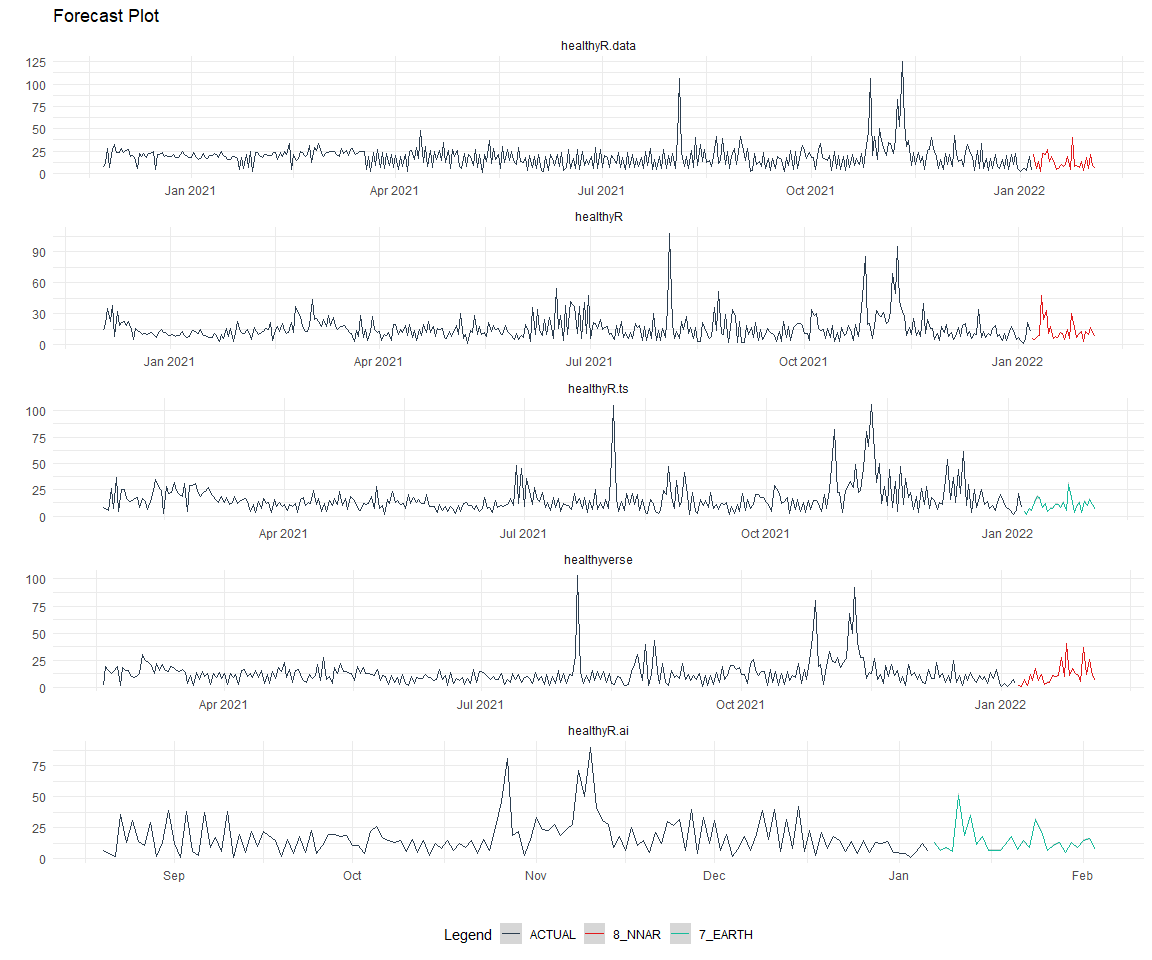 Forecast Plot
healthyR.data
125
100
75
50
25
0
Jan 2021 Apr 2021 Jul 2021 Oct 2021 Jan 2022
healthyR
90
60
30
0
Jan 2021 Apr 2021 Jul 2021 Oct 2021 Jan 2022
healthyR.ts
100
75
50
25
0
Apr 2021 Jul 2021 Oct 2021 Jan 2022
healthyverse
100
75
50
25
0
Apr 2021 Jul 2021 Oct 2021 Jan 2022
healthyR.ai
75
50
25
0
Sep Oct Nov Dec Jan Feb
Legend ACTUAL 8_NNAR 7_EARTH